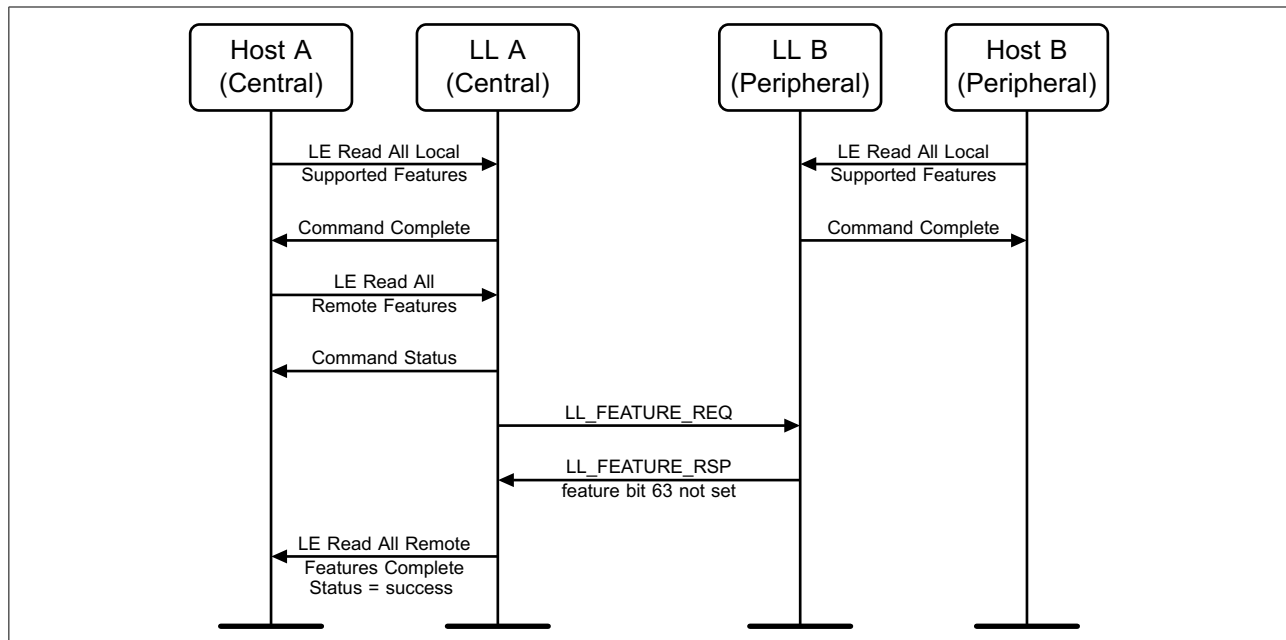 Host A
(Central)
LL A
(Central)
LL B
(Peripheral)
Host B
(Peripheral)
LE Read All Local
Supported Features
LE Read All Local
Supported Features
Command Complete
Command Complete
LE Read All
Remote Features
Command Status
LL_FEATURE_REQ
LL_FEATURE_RSP
feature bit 63 not set
LE Read All Remote
Features Complete
Status = success